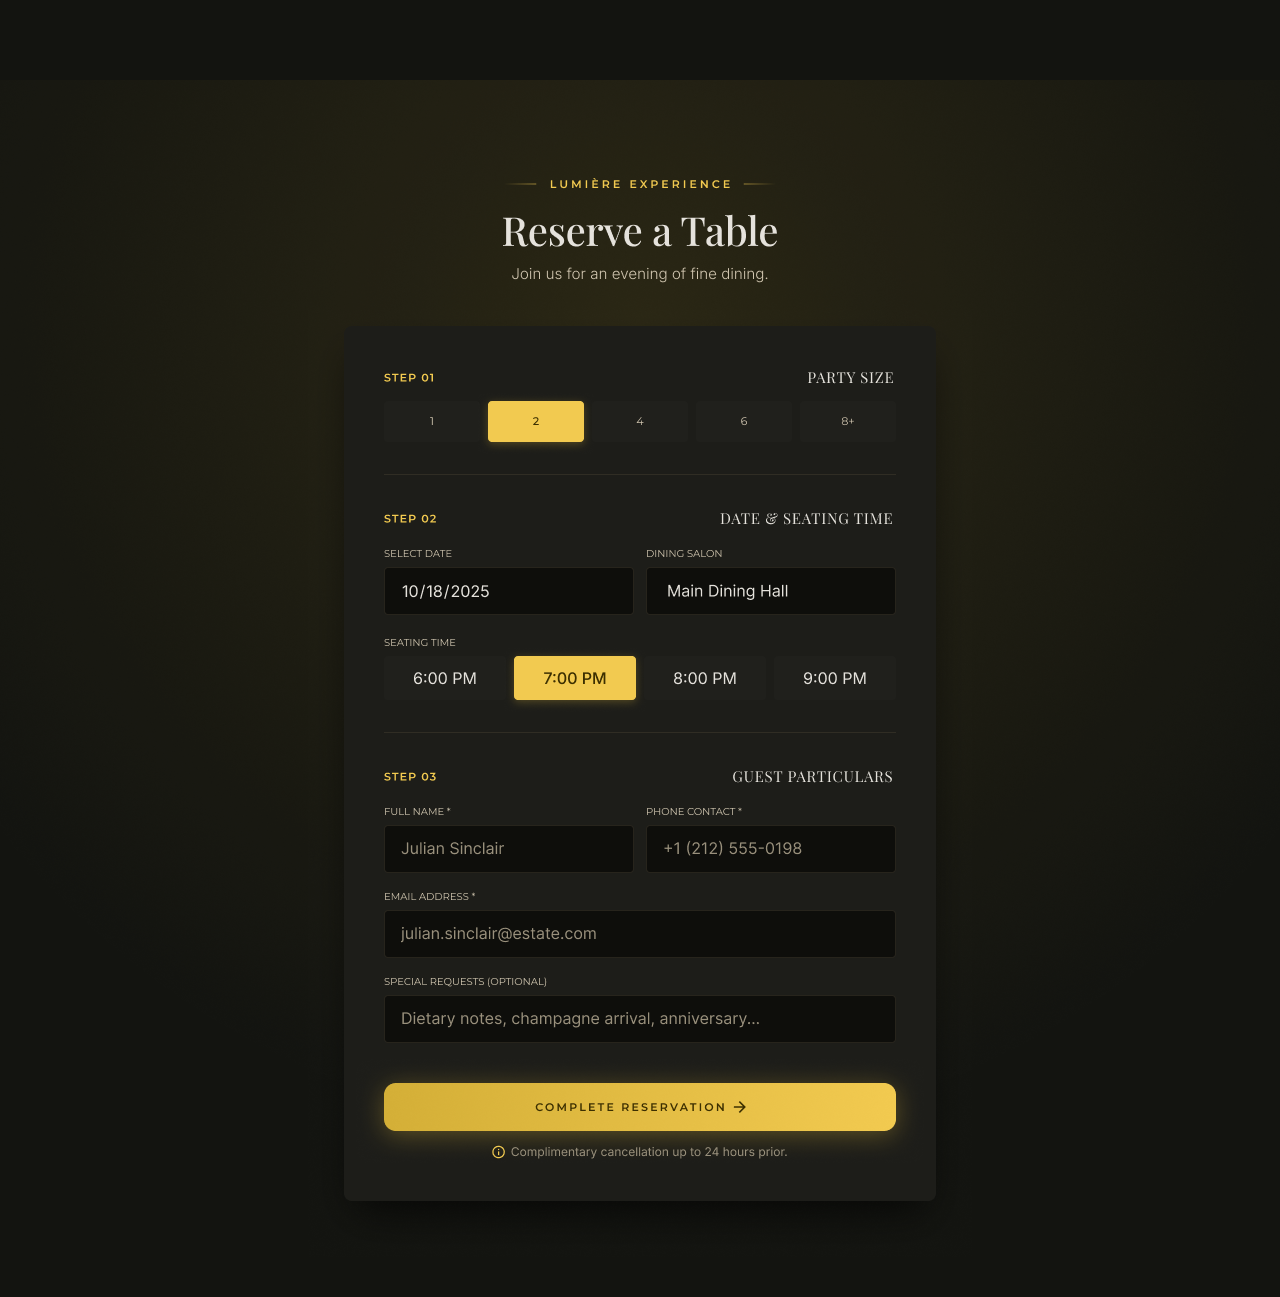 LUMIÈRE EXPERIENCE
Reserve a Table
Join us for an evening of fine dining.
STEP 01 PARTY SIZE
1 2 4 6 8+
STEP 02 DATE & SEATING TIME
SELECT DATE DINING SALON
10/18/2025 Main Dining Hall
SEATING TIME
6:00 PM 7:00 PM 8:00 PM 9:00 PM
STEP 03 GUEST PARTICULARS
FULL NAME * PHONE CONTACT *
Julian Sinclair +1 (212) 555-0198
EMAIL ADDRESS *
julian.sinclair@estate.com
SPECIAL REQUESTS (OPTIONAL)
Dietary notes, champagne arrival, anniversary...
COMPLETE RESERVATION →
Complimentary cancellation up to 24 hours prior.